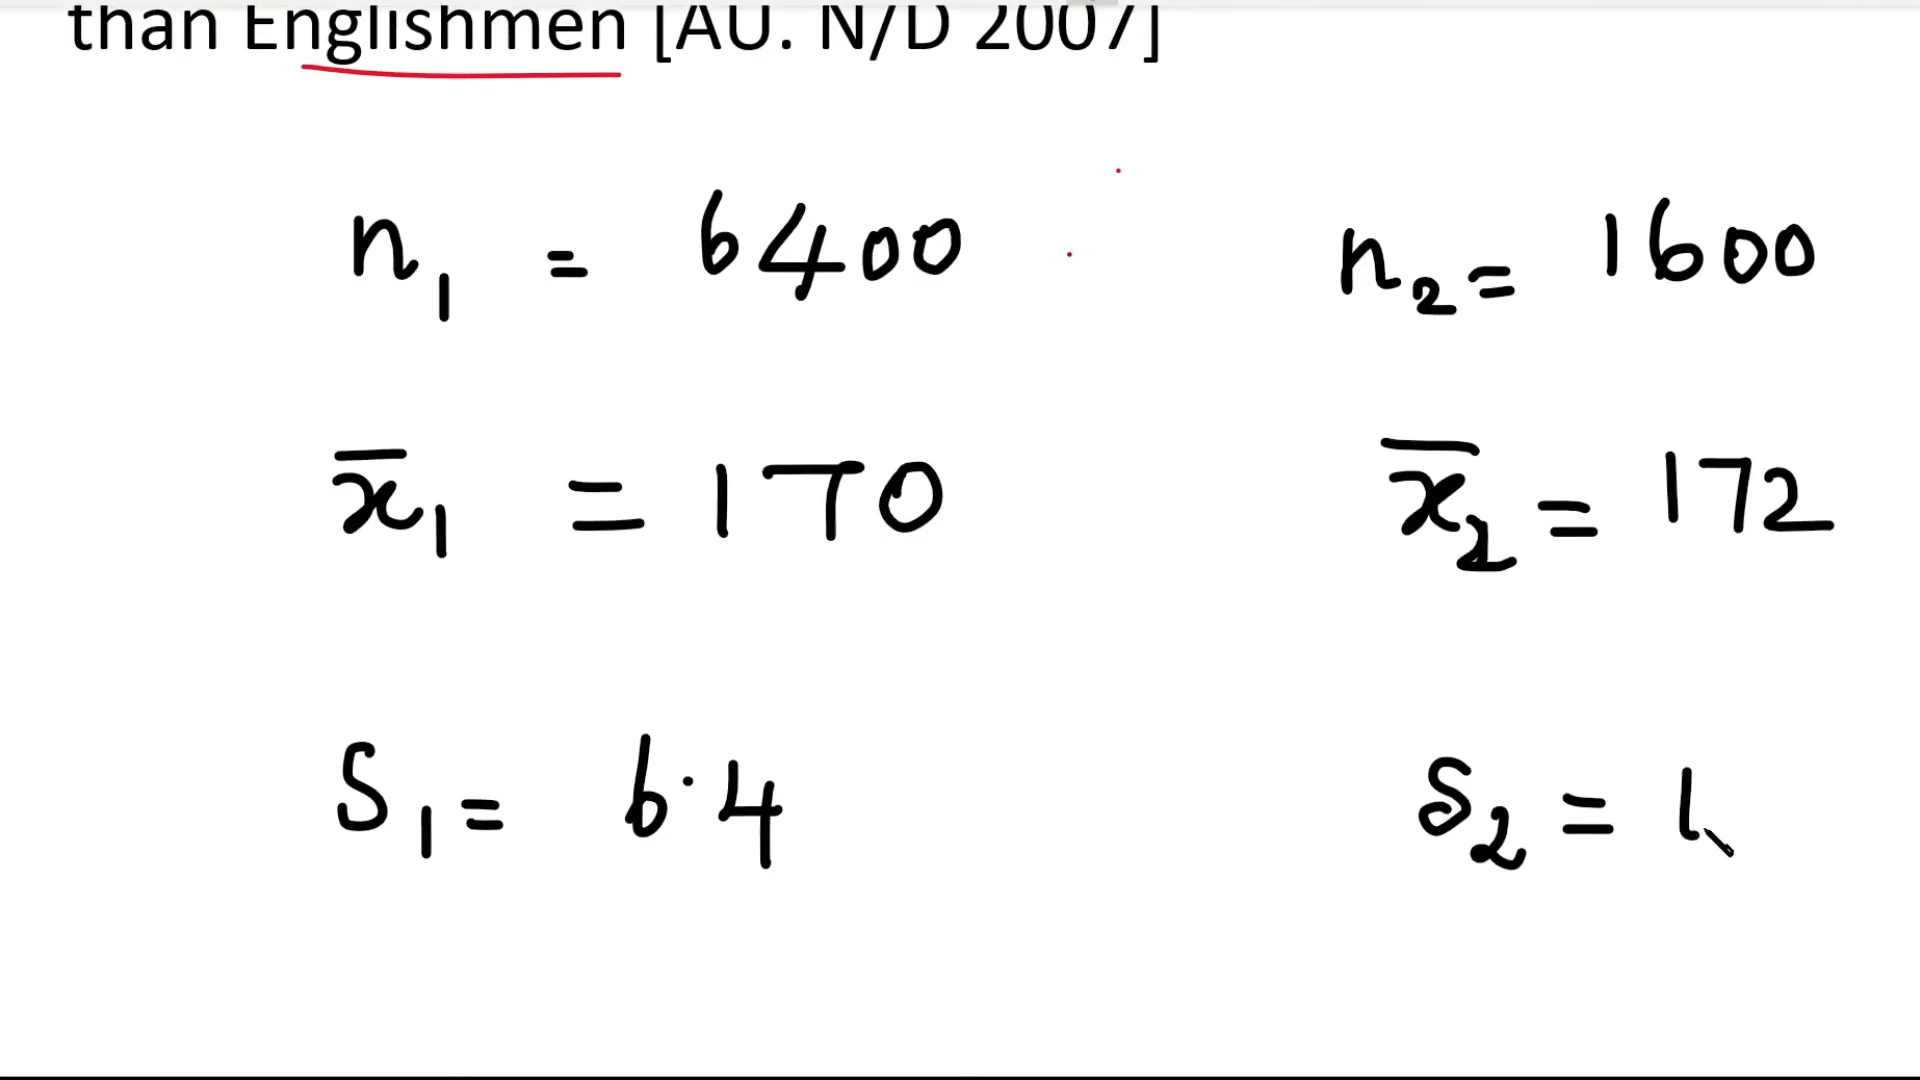 than Englishmen [AU. N/D 2007]
n₁ = 6400
n₂ = 1600
x̄₁ = 170
x̄₂ = 172
S₁ = 6.4
S₂ =